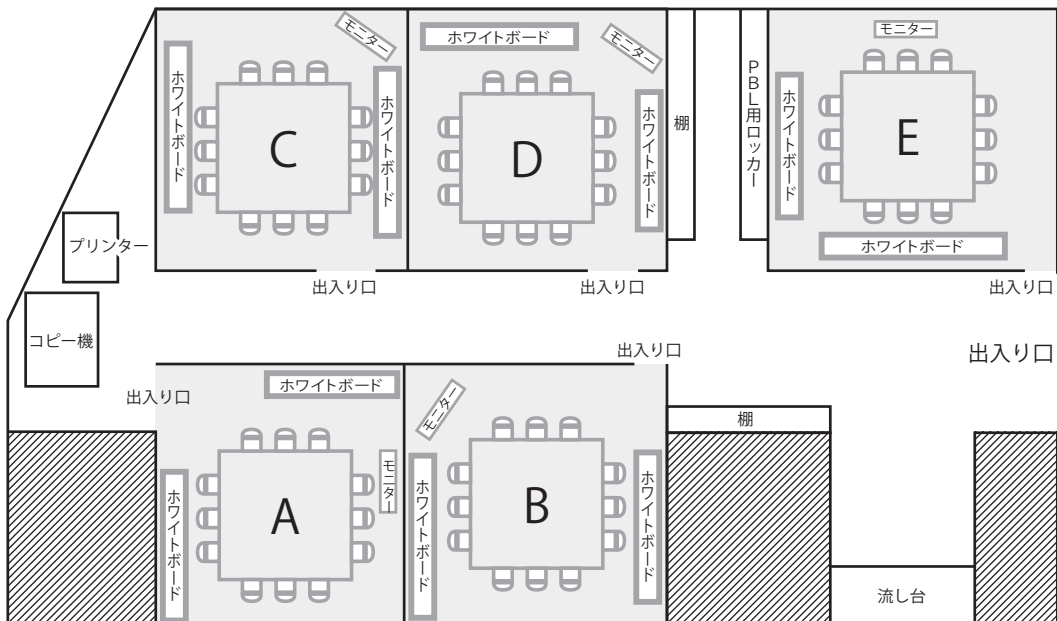 モニター
ホワイトボード
ホワイトボード
C
ホワイトボード
モニター
ホワイトボード
D
棚
PBL用ロッカー
モニター
ホワイトボード
E
ホワイトボード
プリンター
出入り口
出入り口
出入り口
コピー機
出入り口
出入り口
出入り口
ホワイトボード
モニター
棚
ホワイトボード
A
モニター
ホワイトボード
B
ホワイトボード
流し台